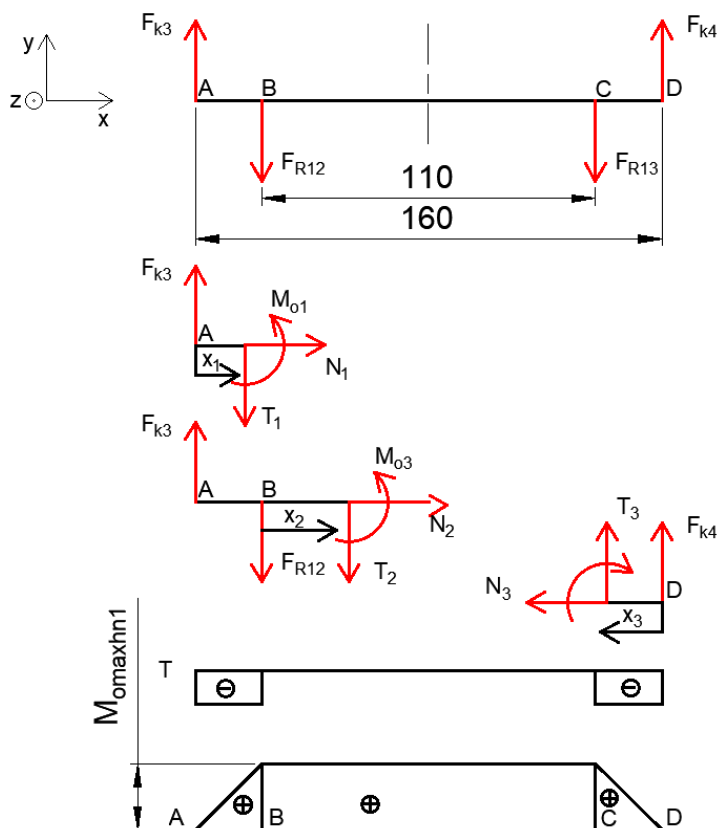 F_k3
F_k4
y
A B C D
z
x
F_R12 F_R13
110
160
F_k3
M_o1
A
x_1
N_1
T_1
F_k3
M_o3
A B
x_2
N_2
T_3
F_k4
F_R12
T_2
N_3
D
x_3
T
M_omaxhn1
A B C D